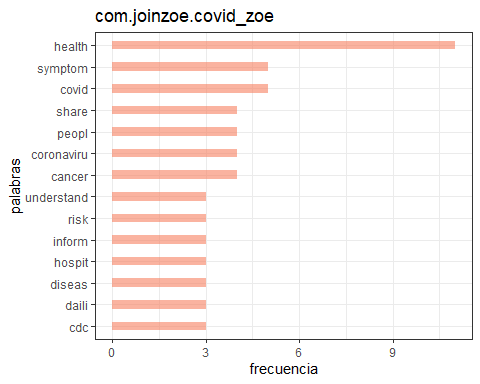 com.joinzoe.covid_zoe
health
symptom
covid
share
peopl
coronaviru
cancer
understand
risk
inform
hospit
diseas
daili
cdc
palabras
0 3 6 9
frecuencia